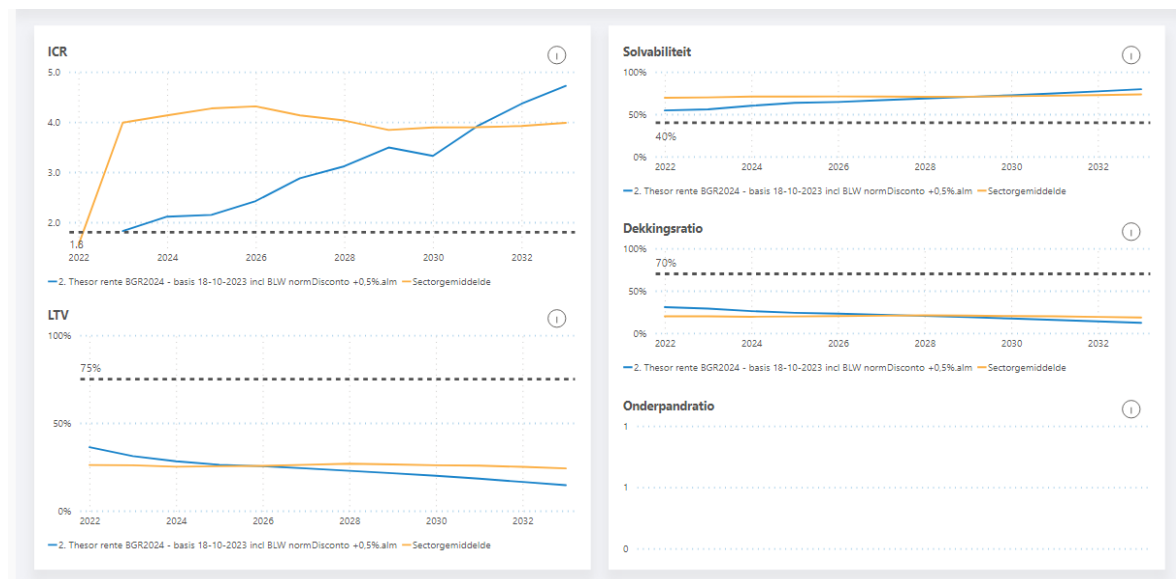 ICR
5.0
4.0
3.0
2.0
1.8
2022 2024 2026 2028 2030 2032
2. Thesor rente BGR2024 - basis 18-10-2023 incl BLW normDisconto +0,5%.alm Sectorgemiddelde
LTV
100%
75%
50%
0%
2022 2024 2026 2028 2030 2032
2. Thesor rente BGR2024 - basis 18-10-2023 incl BLW normDisconto +0,5%.alm Sectorgemiddelde
Solvabiliteit
100%
50%
40%
0%
2022 2024 2026 2028 2030 2032
2. Thesor rente BGR2024 - basis 18-10-2023 incl BLW normDisconto +0,5%.alm Sectorgemiddelde
Dekkingsratio
100%
70%
50%
0%
2022 2024 2026 2028 2030 2032
2. Thesor rente BGR2024 - basis 18-10-2023 incl BLW normDisconto +0,5%.alm Sectorgemiddelde
Onderpandratio
1
1
0